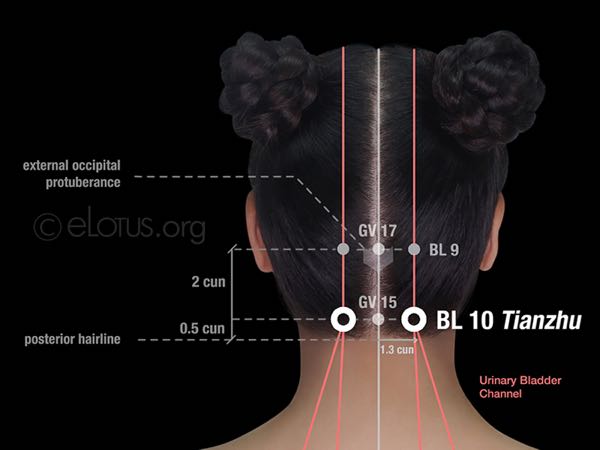 external occipital
protuberance
© eLotus.org
GV 17
BL 9
2 cun
GV 15
BL 10 Tianzhu
0.5 cun
posterior hairline
1.3 cun
Urinary Bladder
Channel